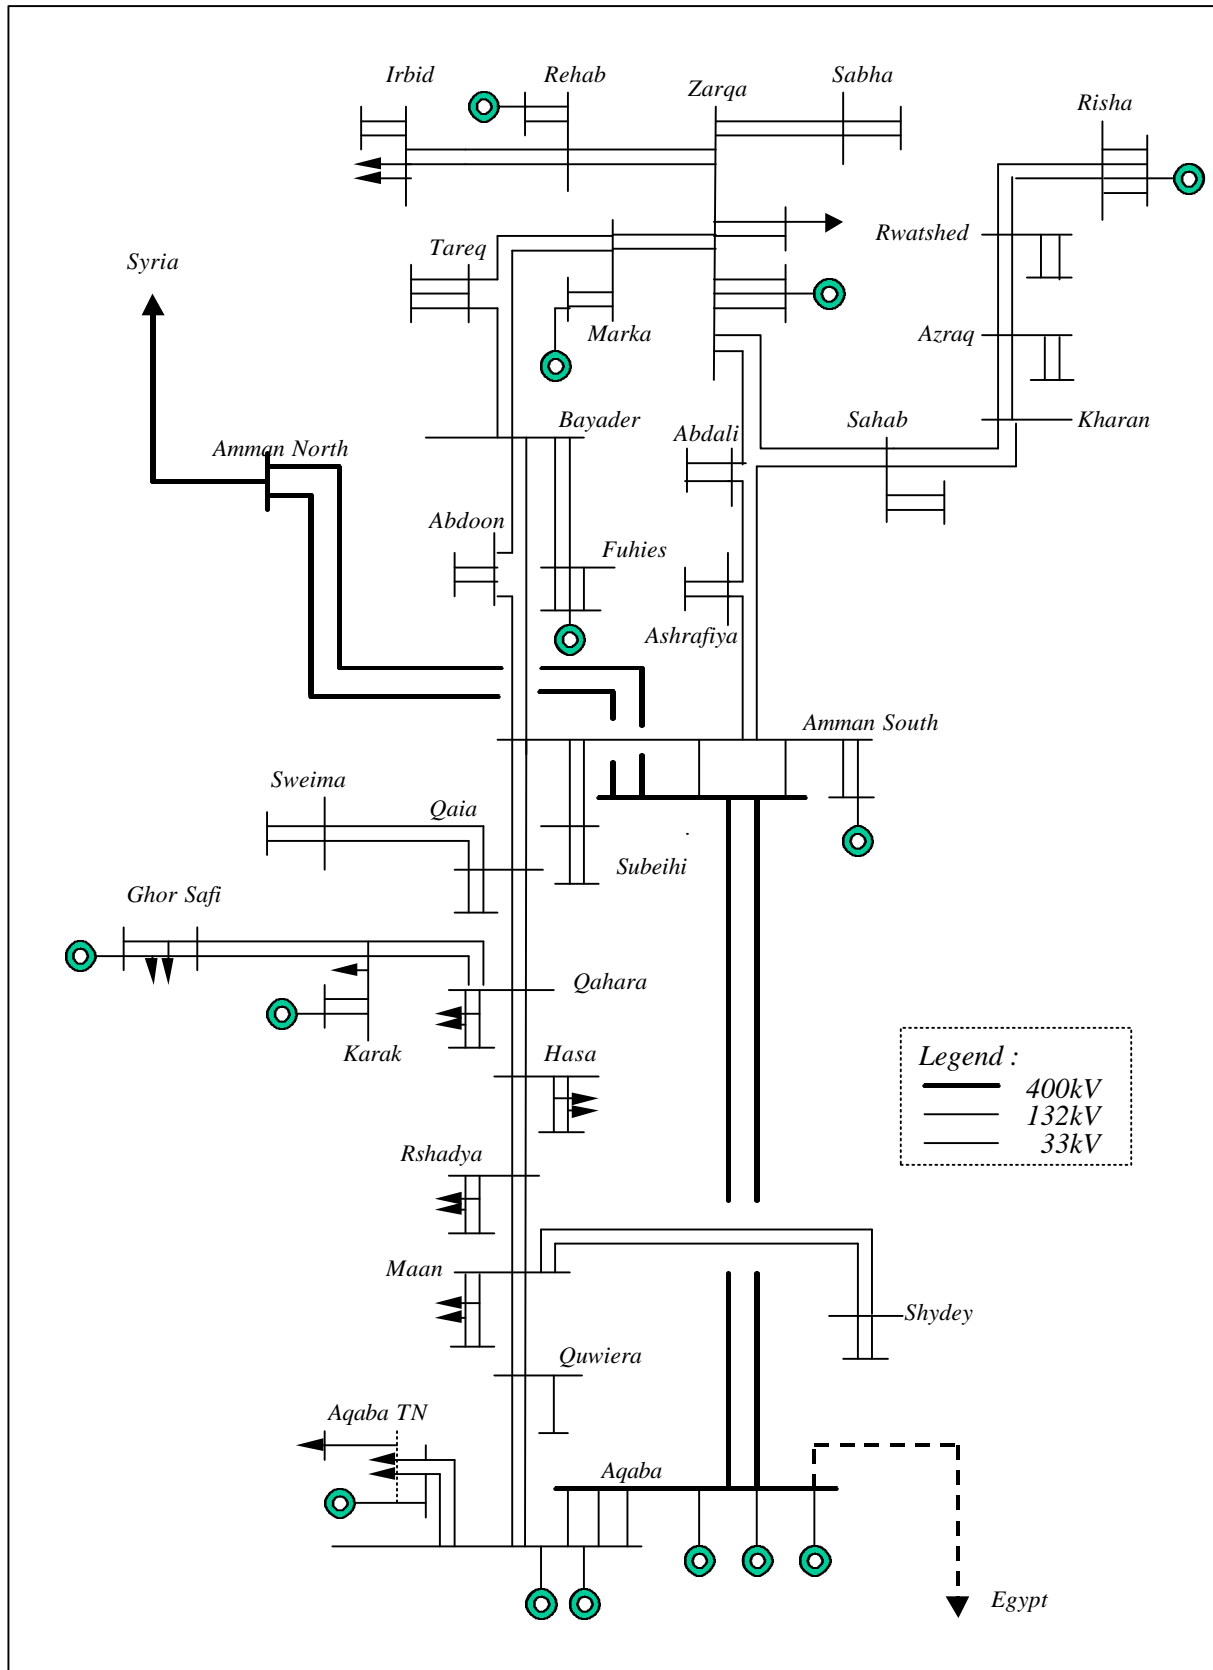 Irbid
Rehab
Zarqa
Sabha
Risha
Tareq
Rwatshed
Syria
Marka
Azraq
Bayader
Abdali
Sahab
Kharan
Amman North
Abdoon
Fuhies
Ashrafiya
Amman South
Sweima
Qaia
Subeihi
Ghor Safi
Qahara
Karak
Hasa
Legend :
400kV
132kV
33kV
Rshadya
Maan
Shydey
Quwiera
Aqaba TN
Aqaba
Egypt